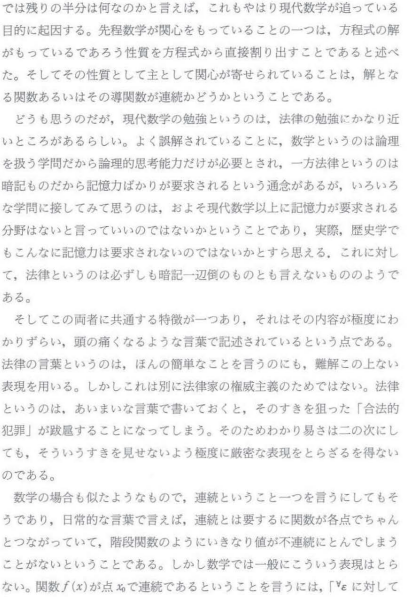 では残りの半分は何なのかと言えば，これもやはり現代数学が追っている
目的に起因する。先程数学が関心をもっていることの一つは，方程式の解
がもっているであろう性質を方程式から直接割り出すことであると述べ
た。そしてその性質として主として関心が寄せられていることは，解とな
る関数あるいはその導関数が連続かどうかということである。
どうも思うのだが，現代数学の勉強というのは，法律の勉強にかなり近
いところがあるらしい。よく誤解されていることに，数学というのは論理
を扱う学問だから論理的思考能力だけが必要とされ，一方法律というのは
暗記ものだから記憶力ばかりが要求されるという通念があるが，いろいろ
な学問に接してみて思うのは，およそ現代数学以上に記憶力が要求される
分野はないと言っていいのではないかということであり，実際，歴史学で
もこんなに記憶力は要求されないのではないかとすら思える．これに対し
て，法律というのは必ずしも暗記一辺倒のものとも言えないもののようで
ある。
そしてこの両者に共通する特徴が一つあり，それはその内容が極度にわ
かりずらい，頭の痛くなるような言葉で記述されているという点である。
法律の言葉というのは，ほんの簡単なことを言うのにも，難解この上ない
表現を用いる。しかしこれは別に法律家の権威主義のためではない。法律
というのは，あいまいな言葉で書いておくと，そのすきを狙った「合法的
犯罪」が跋扈することになってしまう。そのためわかり易さは二の次にし
ても，そういうすきを見せないよう極度に厳密な表現をとらざるを得ない
のである。
数学の場合も似たようなもので，連続ということ一つを言うにしてもそ
うであり，日常的な言葉で言えば，連続とは要するに関数が各点でちゃん
とつながっていて，階段関数のようにいきなり値が不連続にとんでしまう
ことがないということである。しかし数学では一般にこういう表現はとら
ない。関数 f(x) が点 x₀ で連続であるということを言うには，「∀ε に対して